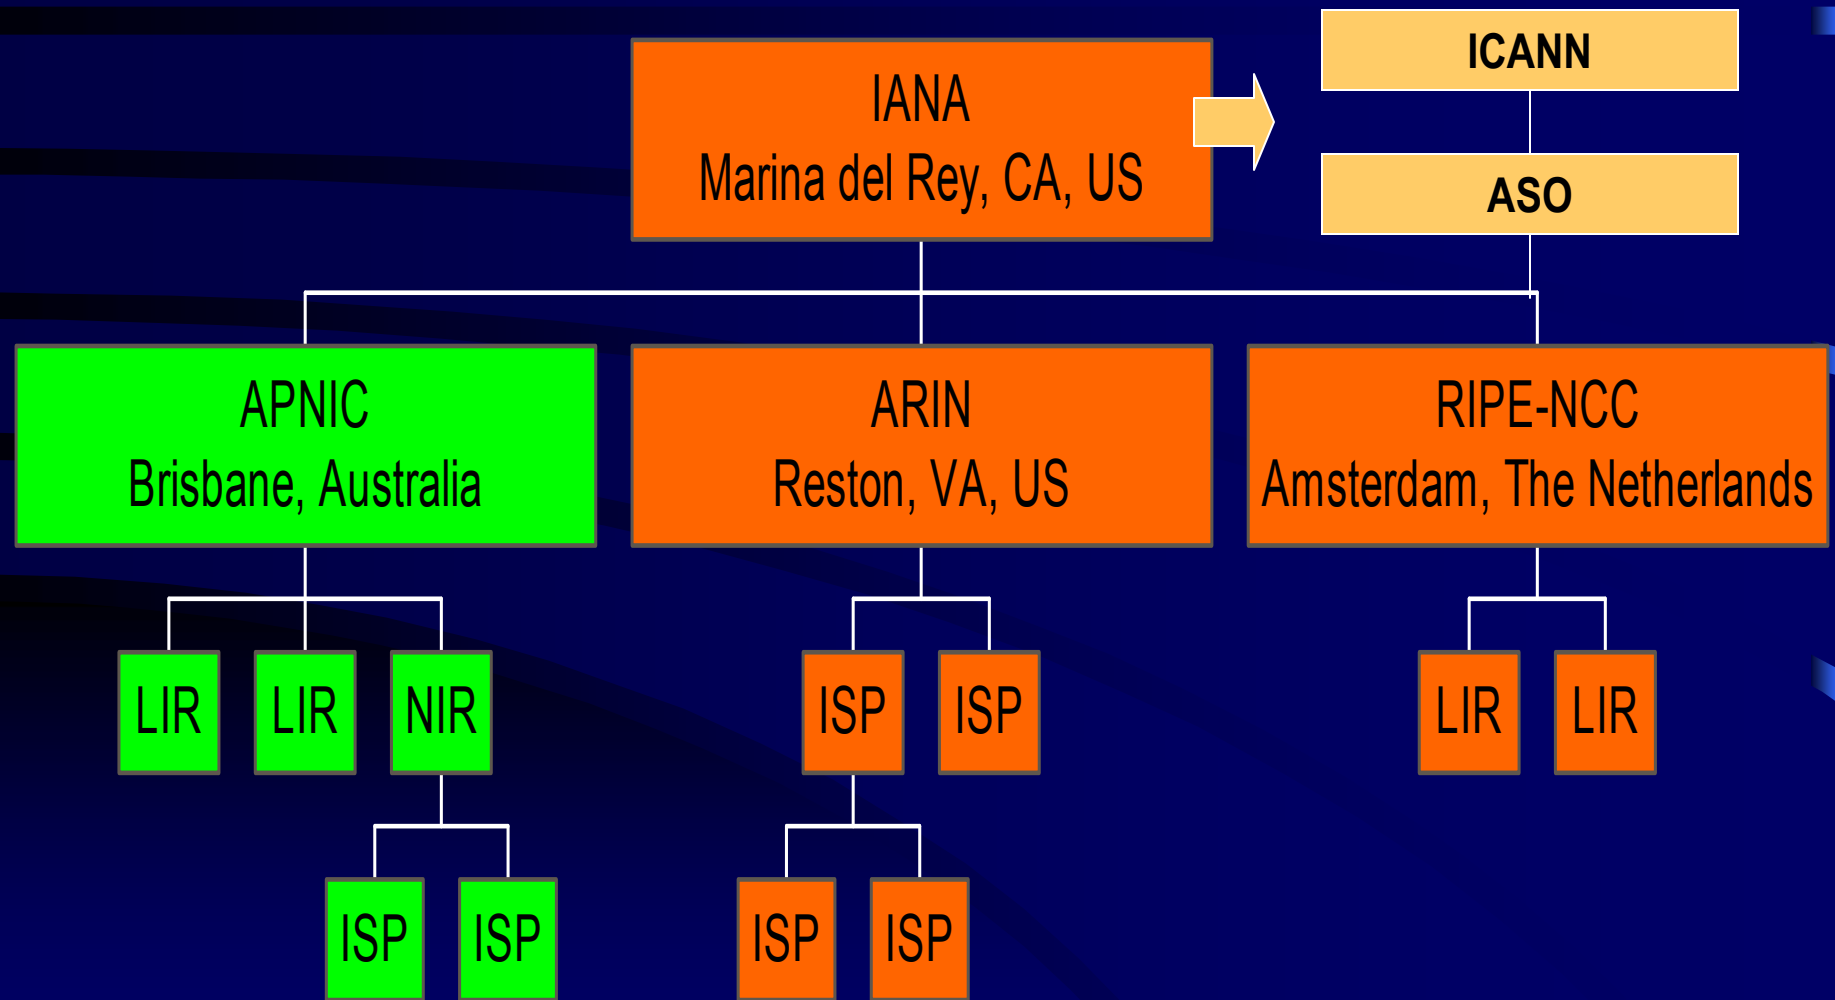 ICANN
IANA
Marina del Rey, CA, US
ASO
APNIC
Brisbane, Australia
ARIN
Reston, VA, US
RIPE-NCC
Amsterdam, The Netherlands
LIR
LIR
NIR
ISP
ISP
LIR
LIR
ISP
ISP
ISP
ISP